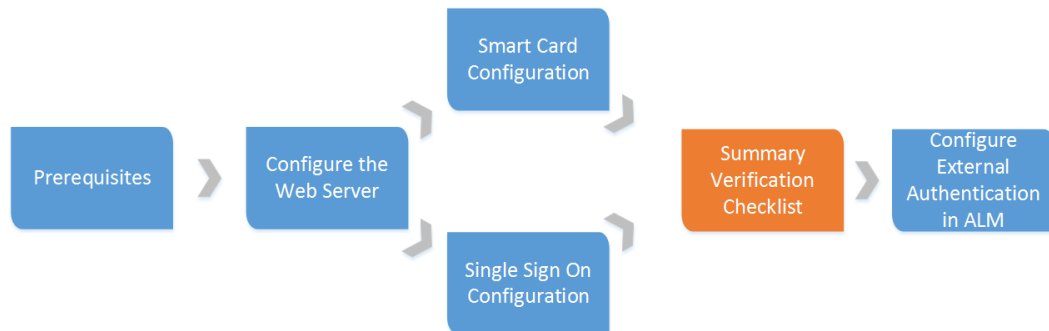 Prerequisites
Configure the
Web Server
Smart Card
Configuration
Single Sign On
Configuration
Summary
Verification
Checklist
Configure
External
Authentication
in ALM